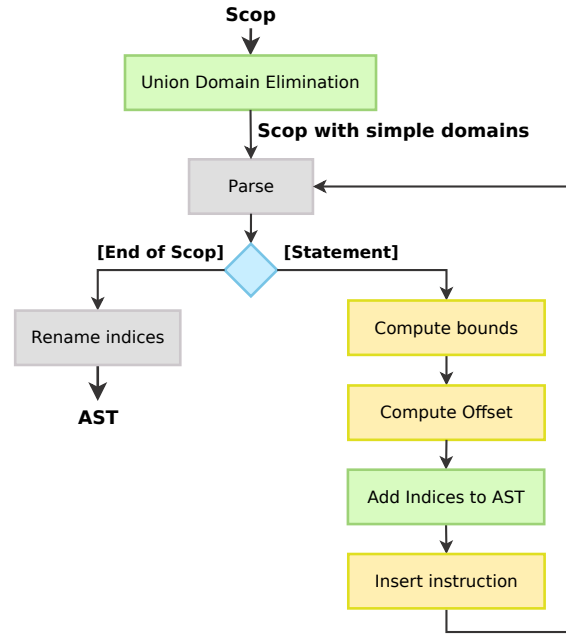 Scop
Union Domain Elimination
Scop with simple domains
Parse
[End of Scop]
[Statement]
Rename indices
AST
Compute bounds
Compute Offset
Add Indices to AST
Insert instruction